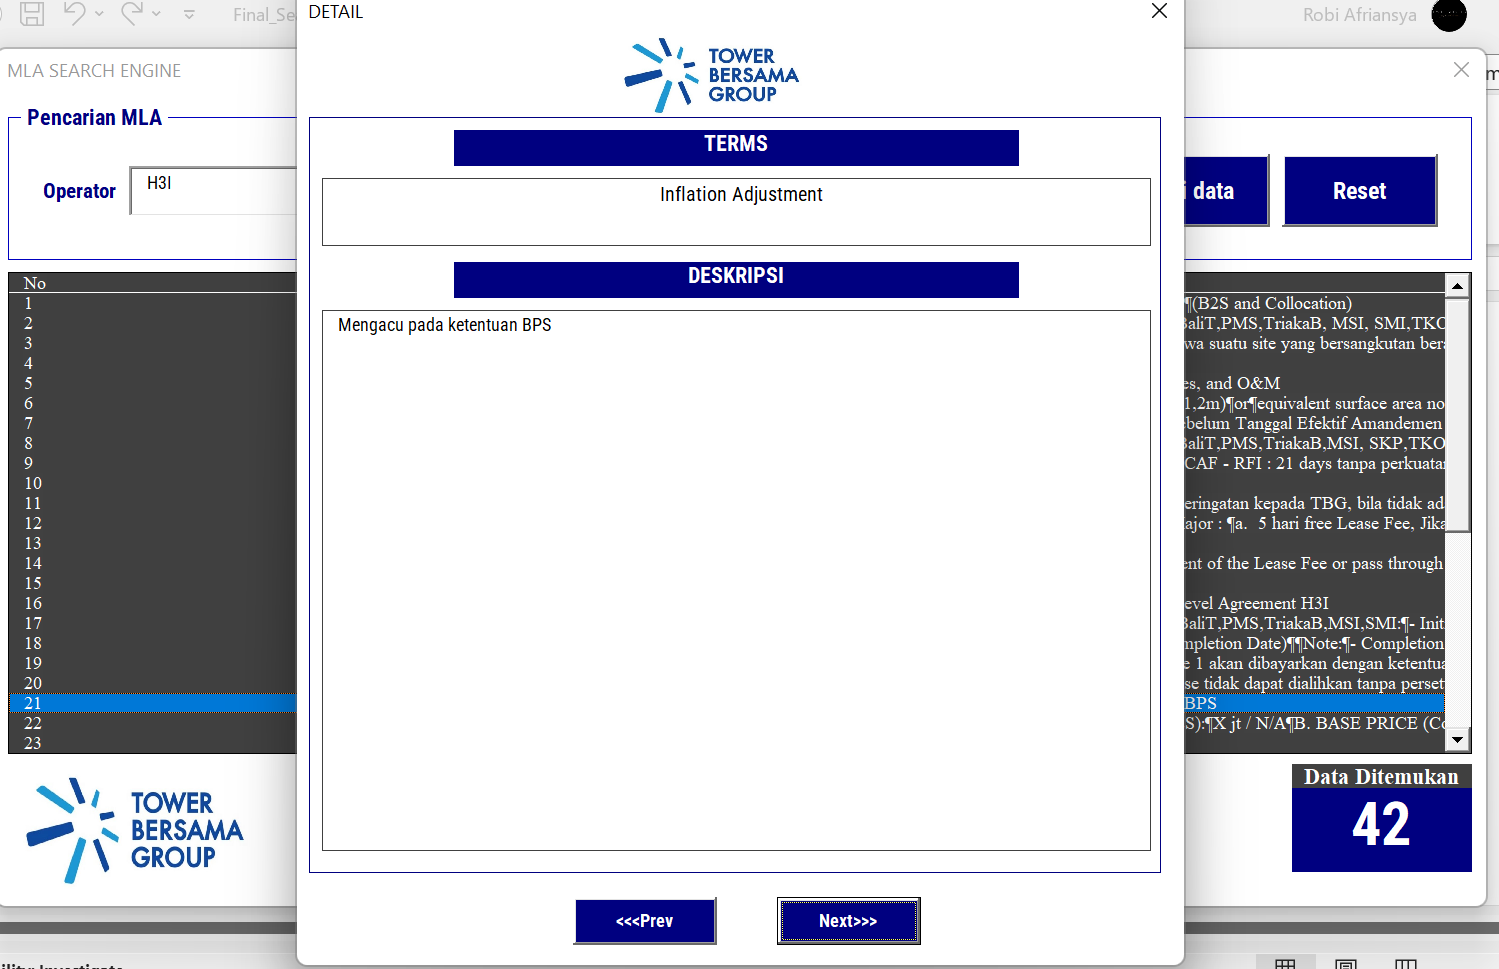 Final_Se
Robi Afriansya
DETAIL
TOWER
BERSAMA
GROUP
MLA SEARCH ENGINE
Pencarian MLA
Operator
H3I
i data
Reset
TERMS
Inflation Adjustment
DESKRIPSI
Mengacu pada ketentuan BPS
No
1
2
3
4
5
6
7
8
9
10
11
12
13
14
15
16
17
18
19
20
21
22
23
¶(B2S and Collocation)
BaliT,PMS,TriakaB, MSI, SMI,TKO
wa suatu site yang bersangkutan bera
es, and O&M
1,2m)¶or¶equivalent surface area no
ebelum Tanggal Efektif Amandemen
BaliT,PMS,TriakaB,MSI, SKP,TKO
CAF - RFI : 21 days tanpa perkuatan
eringatan kepada TBG, bila tidak ad
ajor : ¶a.  5 hari free Lease Fee, Jika
ent of the Lease Fee or pass through
evel Agreement H3I
BaliT,PMS,TriakaB,MSI,SMI:¶- Init
mpletion Date)¶¶Note:¶- Completion
e 1 akan dibayarkan dengan ketentua
se tidak dapat dialihkan tanpa perset
BPS
S):¶X jt / N/A¶B. BASE PRICE (Co
TOWER
BERSAMA
GROUP
Data Ditemukan
42
<<<Prev
Next>>>